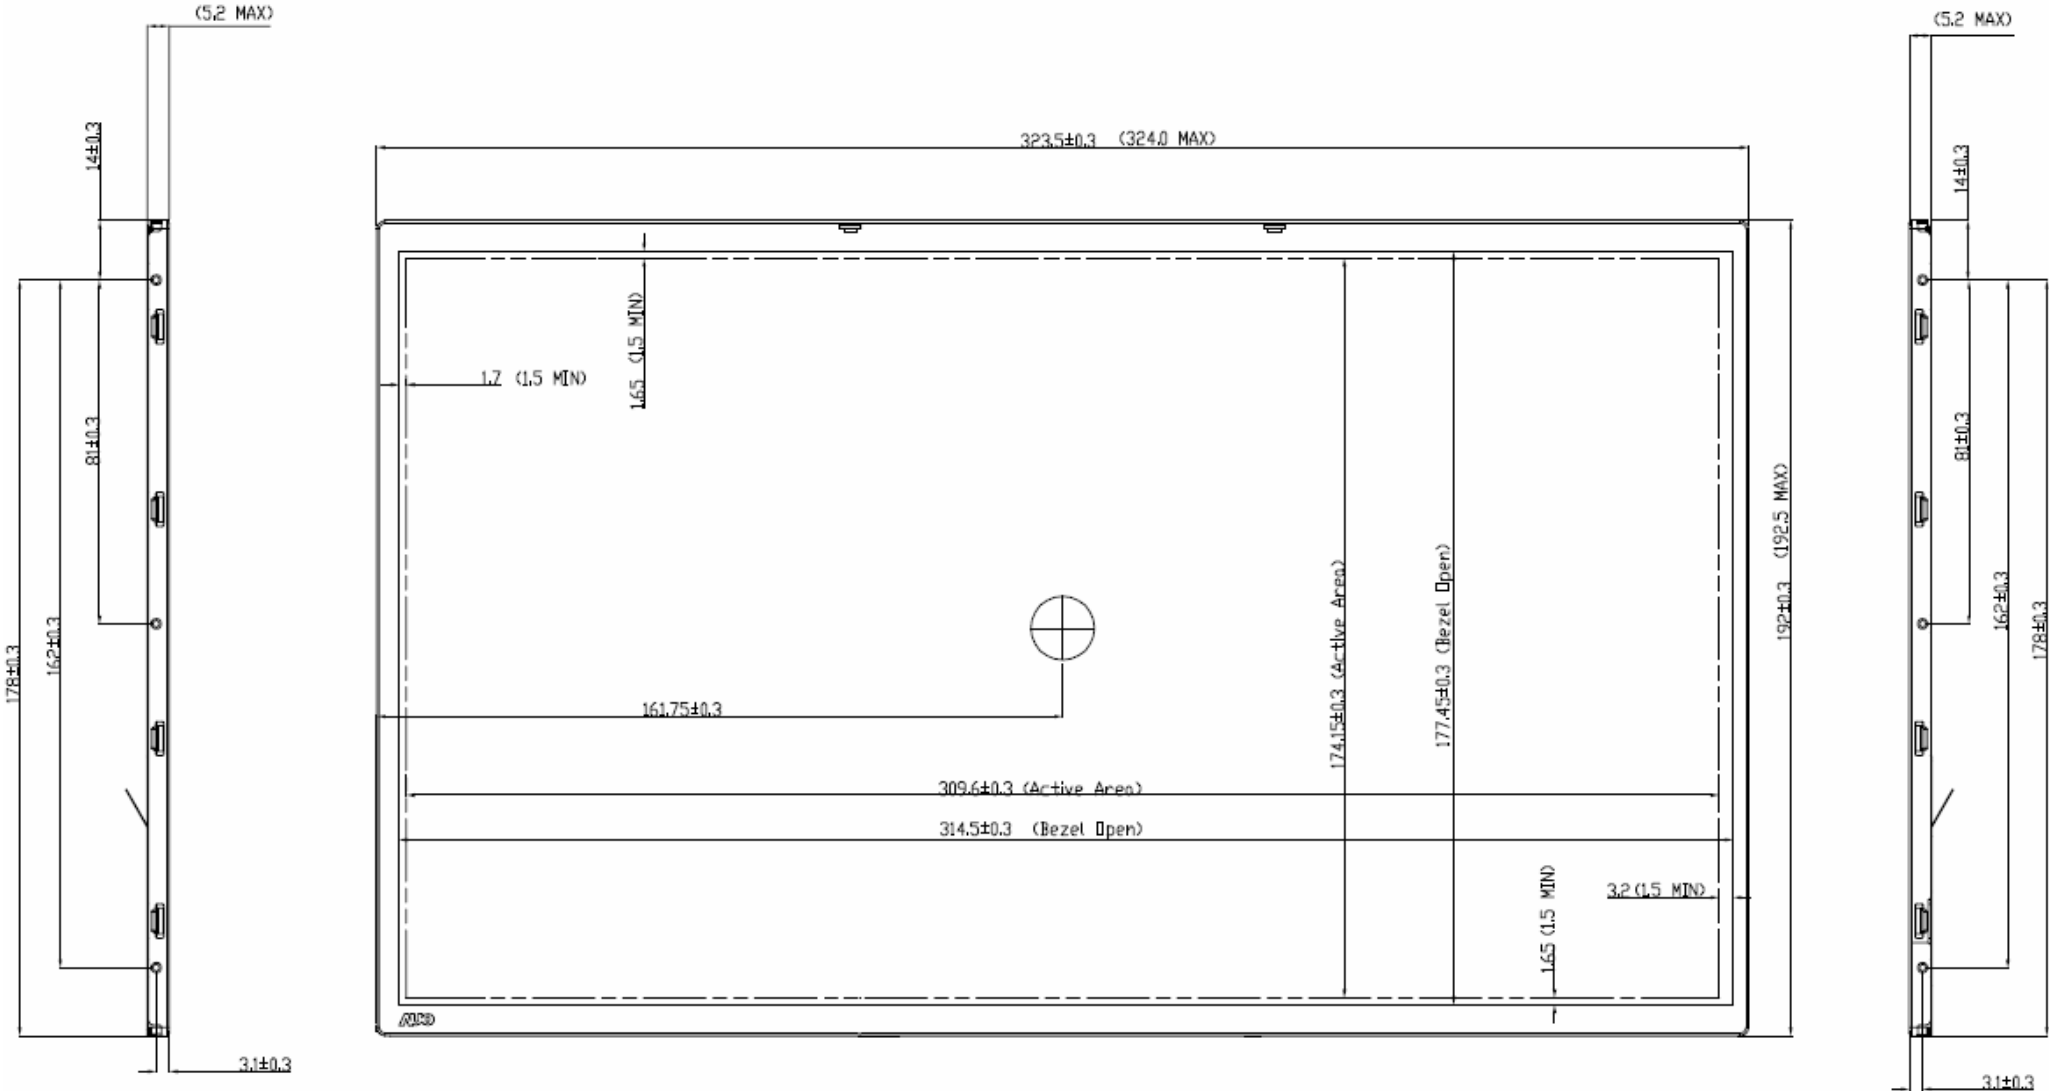 (5.2 MAX)
(5.2 MAX)
323.5±0.3 (324.0 MAX)
14±0.3
14±0.3
1.65 (1.5 MIN)
1.7 (1.5 MIN)
81±0.3
81±0.3
192±0.3 (192.5 MAX)
174.15±0.3 (Active Area)
177.45±0.3 (Bezel Open)
162±0.3
162±0.3
178±0.3
178±0.3
161.75±0.3
309.6±0.3 (Active Area)
314.5±0.3 (Bezel Open)
3.2 (1.5 MIN)
1.65 (1.5 MIN)
AUO
3.1±0.3
3.1±0.3